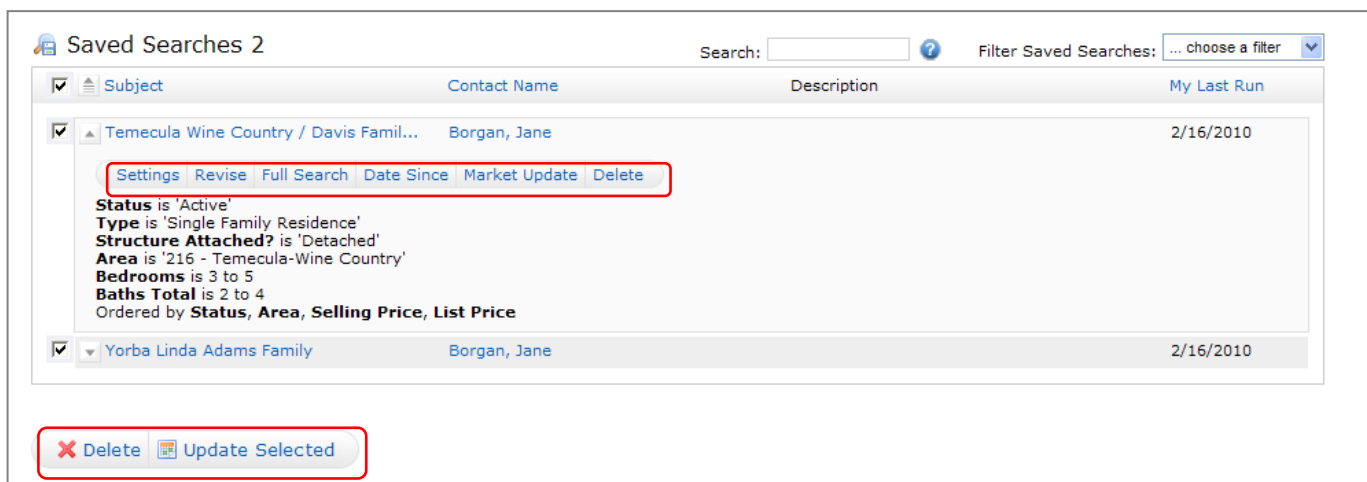 Saved Searches 2
Search: Filter Saved Searches: ... choose a filter
Subject Contact Name Description My Last Run
Temecula Wine Country / Davis Famil... Borgan, Jane 2/16/2010
Settings Revise Full Search Date Since Market Update Delete
Status is 'Active'
Type is 'Single Family Residence'
Structure Attached? is 'Detached'
Area is '216 - Temecula-Wine Country'
Bedrooms is 3 to 5
Baths Total is 2 to 4
Ordered by Status, Area, Selling Price, List Price
Yorba Linda Adams Family Borgan, Jane 2/16/2010
Delete Update Selected